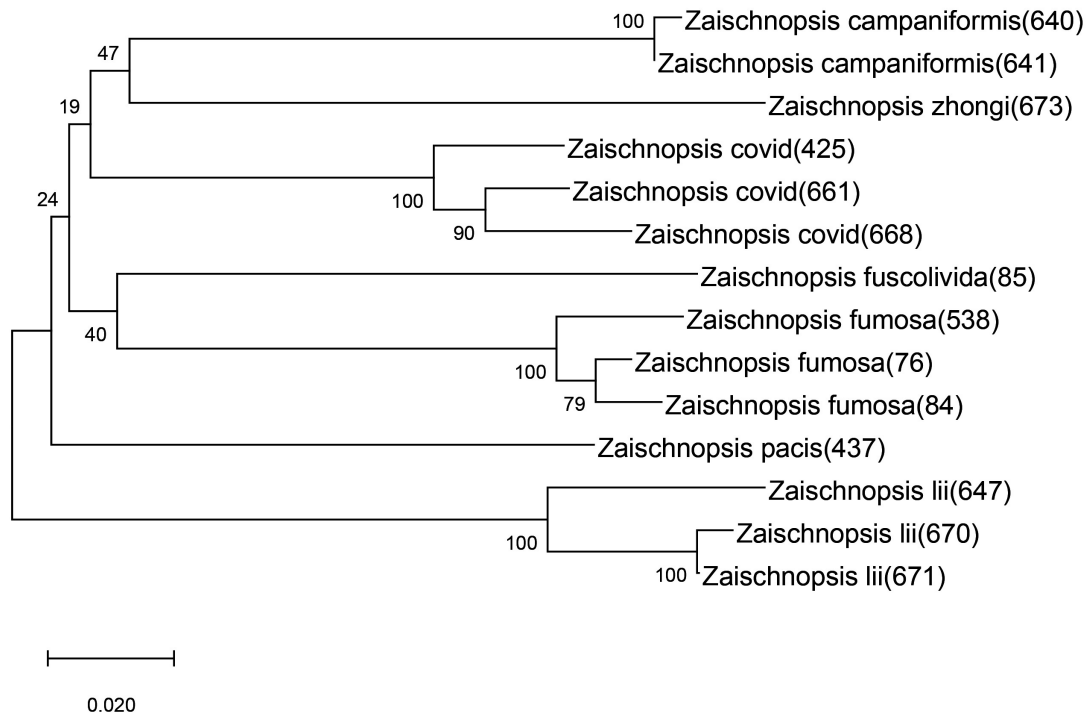 100
Zaischnopsis campaniformis(640)
47
Zaischnopsis campaniformis(641)
19
Zaischnopsis zhongi(673)
Zaischnopsis covid(425)
24
100
Zaischnopsis covid(661)
90
Zaischnopsis covid(668)
Zaischnopsis fuscolivida(85)
40
Zaischnopsis fumosa(538)
100
Zaischnopsis fumosa(76)
79
Zaischnopsis fumosa(84)
Zaischnopsis pacis(437)
Zaischnopsis lii(647)
100
Zaischnopsis lii(670)
100
Zaischnopsis lii(671)
0.020